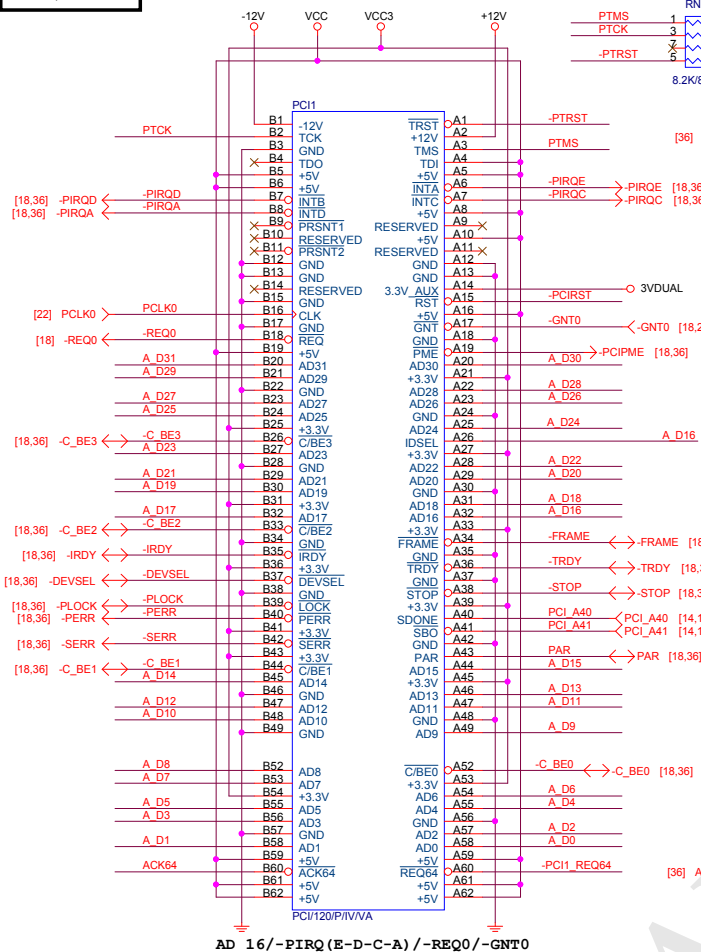 -12V VCC VCC3 +12V
RN
PTMS 1
PTCK 3
7
-PTRST 5
8.2K/8
PCI1
B1 -12V TRST A1 -PTRST
PTCK B2 TCK +12V A2
B3 GND TMS A3 PTMS [36]
B4 TDO TDI A4
B5 +5V +5V A5
B6 +5V INTA A6 -PIRQE -PIRQE [18,36
[18,36] -PIRQD -PIRQD B7 INTB INTC A7 -PIRQC -PIRQC [18,36
[18,36] -PIRQA -PIRQA B8 INTD +5V A8
B9 PRSNT1 RESERVED A9
B10 RESERVED +5V A10
B11 PRSNT2 RESERVED A11
B12 GND GND A12
B13 GND GND A13
B14 RESERVED 3.3V_AUX A14 3VDUAL
B15 GND RST A15 -PCIRST
[22] PCLK0 PCLK0 B16 CLK +5V A16
B17 GND GNT A17 -GNT0 -GNT0 [18,2
[18] -REQ0 -REQ0 B18 REQ GND A18
B19 +5V PME A19 -PCIPME [18,36]
A_D31 B20 AD31 AD30 A20 A_D30
A_D29 B21 AD29 +3.3V A21
B22 GND AD28 A22 A_D28
A_D27 B23 AD27 AD26 A23 A_D26
A_D25 B24 AD25 GND A24
B25 +3.3V AD24 A25 A_D24
[18,36] -C_BE3 -C_BE3 B26 C/BE3 IDSEL A26 A_D16
A_D23 B27 AD23 +3.3V A27
B28 GND AD22 A28 A_D22
A_D21 B29 AD21 AD20 A29 A_D20
A_D19 B30 AD19 GND A30
B31 +3.3V AD18 A31 A_D18
A_D17 B32 AD17 AD16 A32 A_D16
[18,36] -C_BE2 -C_BE2 B33 C/BE2 +3.3V A33
B34 GND FRAME A34 -FRAME -FRAME [18
[18,36] -IRDY -IRDY B35 IRDY GND A35
B36 +3.3V TRDY A36 -TRDY -TRDY [18,3
[18,36] -DEVSEL -DEVSEL B37 DEVSEL GND A37
B38 GND STOP A38 -STOP -STOP [18,3
[18,36] -PLOCK -PLOCK B39 LOCK +3.3V A39
[18,36] -PERR -PERR B40 PERR SDONE A40 PCI_A40 PCI_A40 [14,1
B41 +3.3V SBO A41 PCI_A41 PCI_A41 [14,1
[18,36] -SERR -SERR B42 SERR GND A42
B43 +3.3V PAR A43 PAR PAR [18,36]
[18,36] -C_BE1 -C_BE1 B44 C/BE1 AD15 A44 A_D15
A_D14 B45 AD14 +3.3V A45
B46 GND AD13 A46 A_D13
A_D12 B47 AD12 AD11 A47 A_D11
A_D10 B48 AD10 GND A48
B49 GND AD9 A49 A_D9
A_D8 B52 AD8 C/BE0 A52 -C_BE0 -C_BE0 [18,36]
A_D7 B53 AD7 +3.3V A53
B54 +3.3V AD6 A54 A_D6
A_D5 B55 AD5 AD4 A55 A_D4
A_D3 B56 AD3 GND A56
B57 GND AD2 A57 A_D2
A_D1 B58 AD1 AD0 A58 A_D0
B59 +5V +5V A59
ACK64 B60 ACK64 REQ64 A60 -PCI1_REQ64 [36] A
B61 +5V +5V A61
B62 +5V +5V A62
PCI/120/P/IV/VA
AD 16/-PIRQ(E-D-C-A)/-REQ0/-GNT0